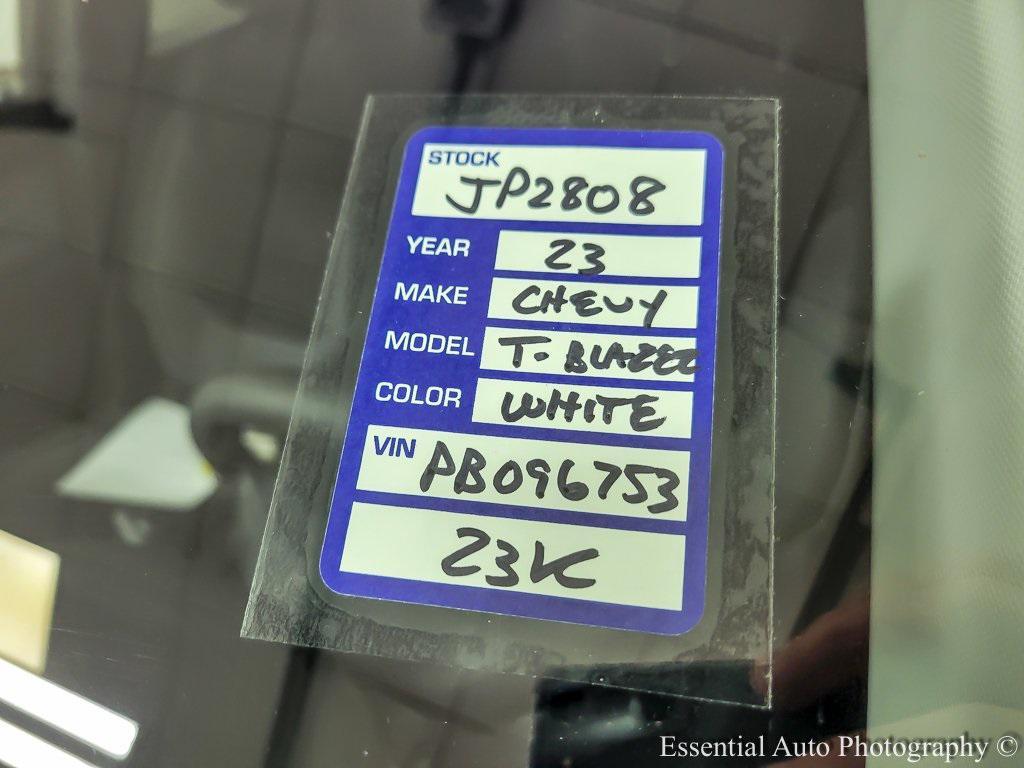 STOCK
JP2808
YEAR 23
MAKE CHEVY
MODEL T. BLAZER
COLOR WHITE
VIN PB096753
23K
Essential Auto Photography ©